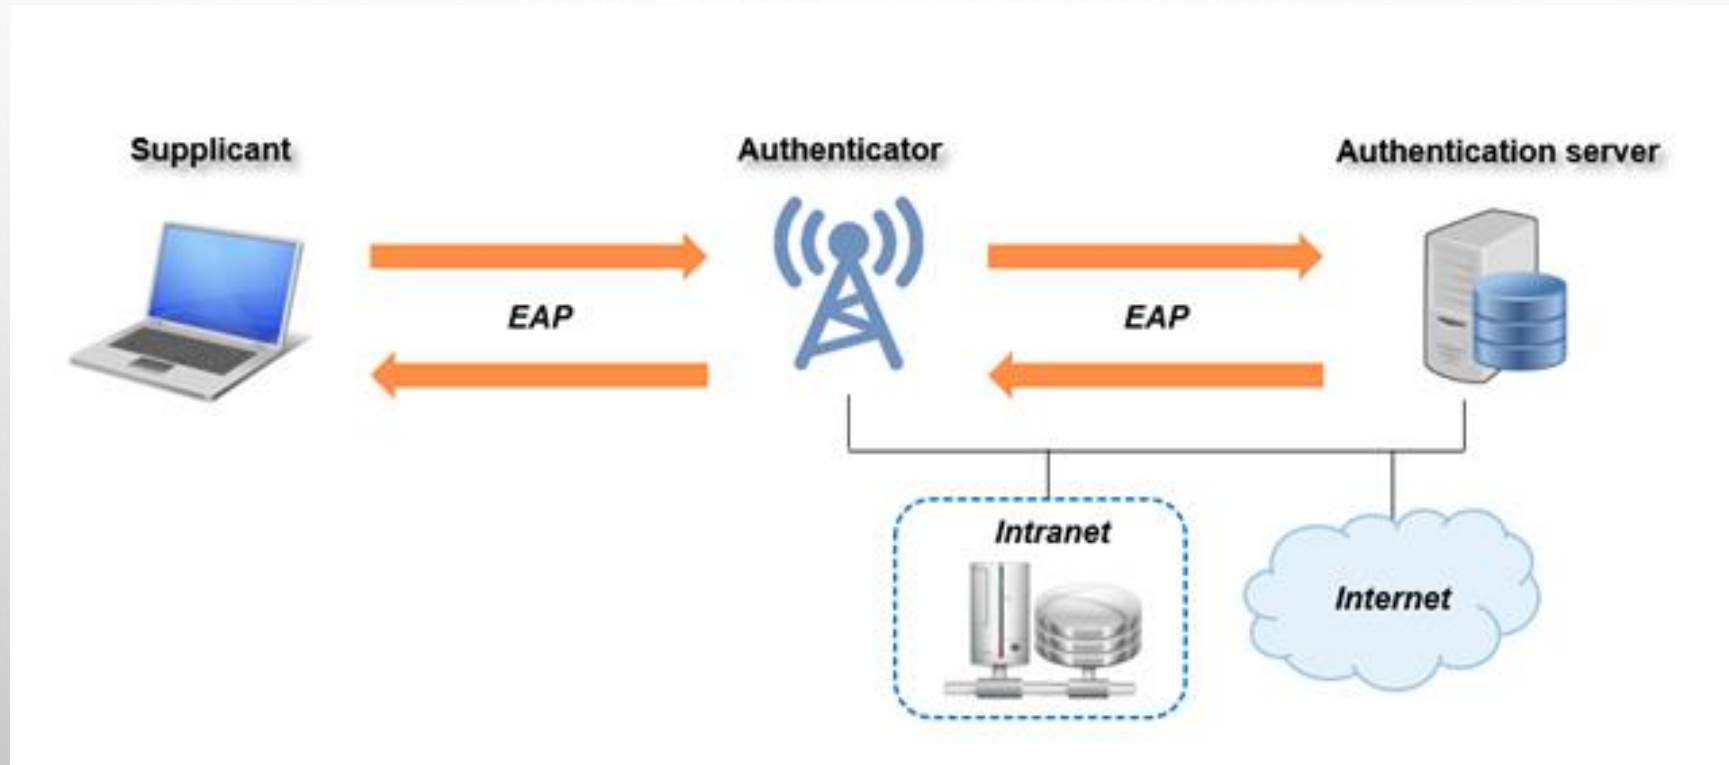 Supplicant
Authenticator
Authentication server
EAP
EAP
Intranet
Internet